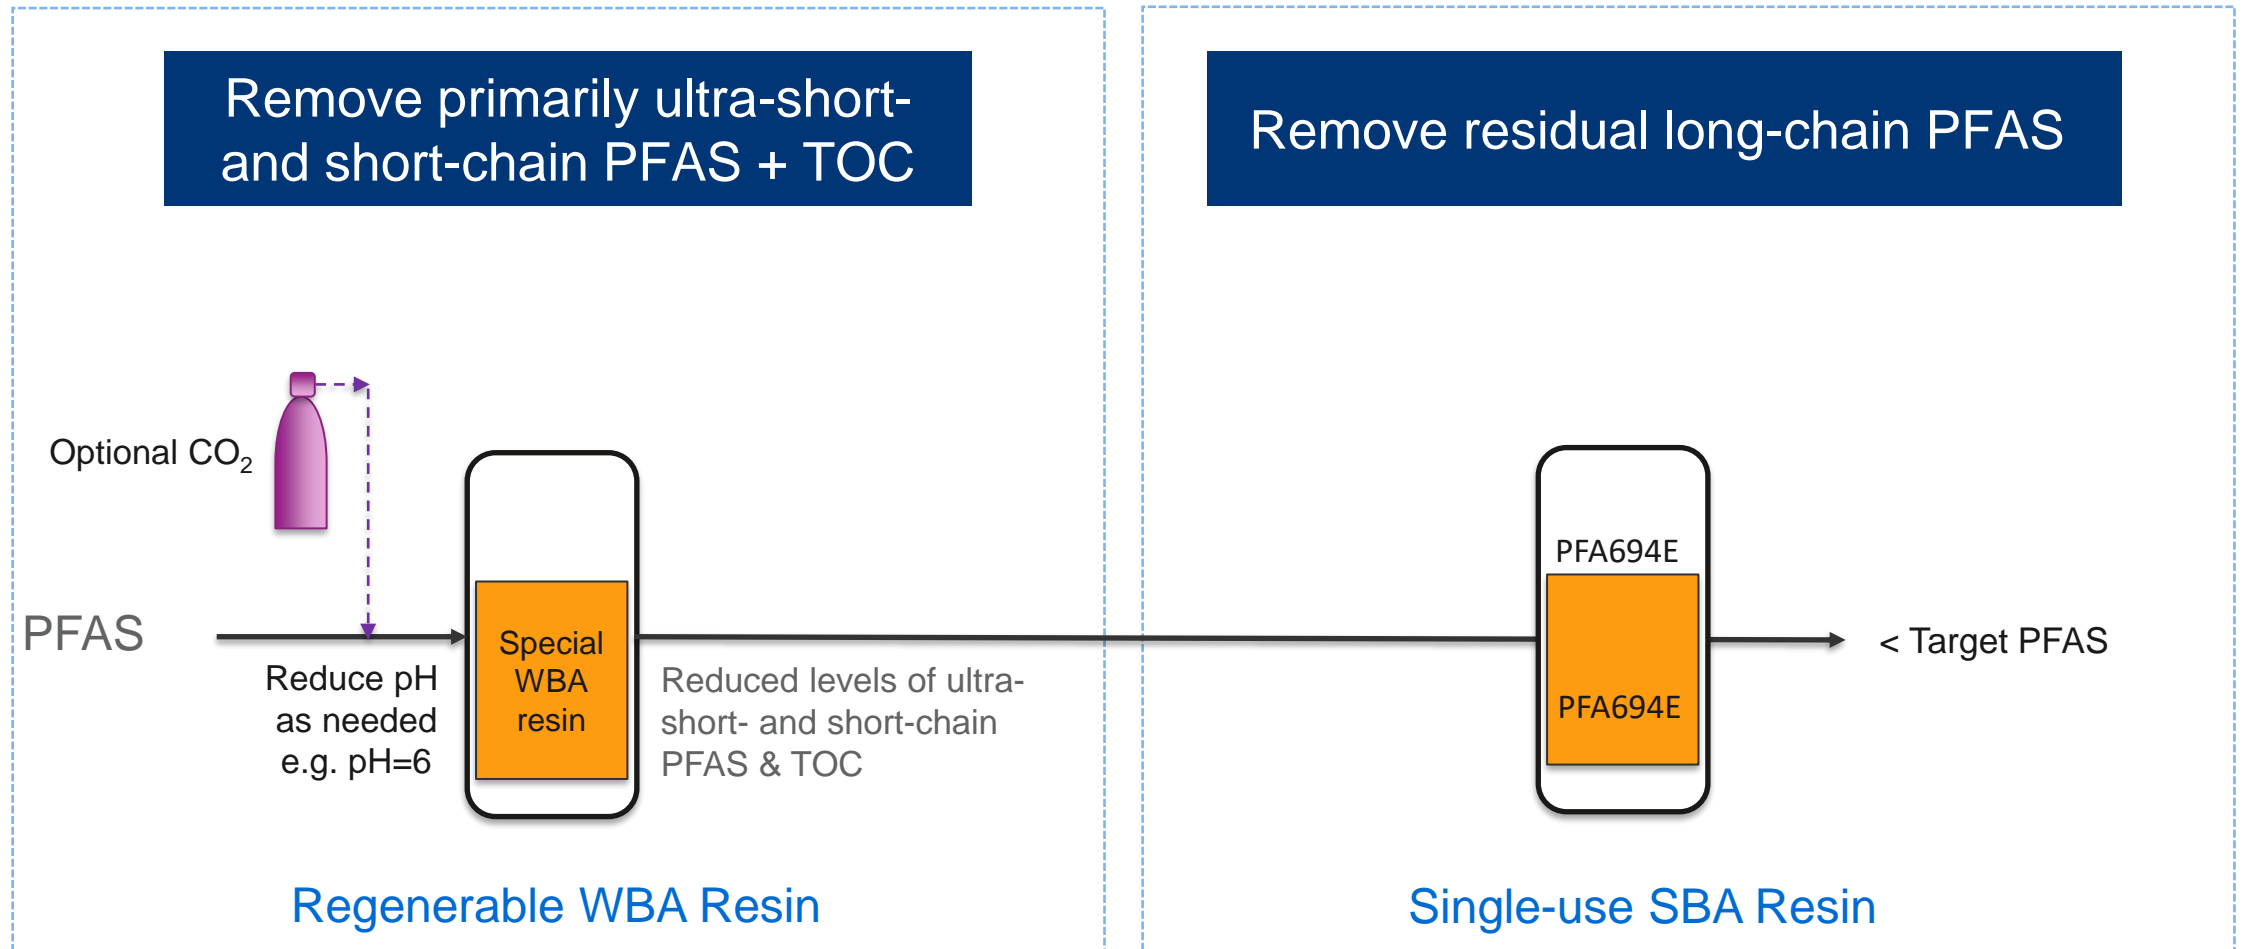 Remove primarily ultra-short-
and short-chain PFAS + TOC
Remove residual long-chain PFAS
Optional CO₂
PFAS
Reduce pH
as needed
e.g. pH=6
Special
WBA
resin
Reduced levels of ultra-
short- and short-chain
PFAS & TOC
PFA694E
PFA694E
< Target PFAS
Regenerable WBA Resin
Single-use SBA Resin